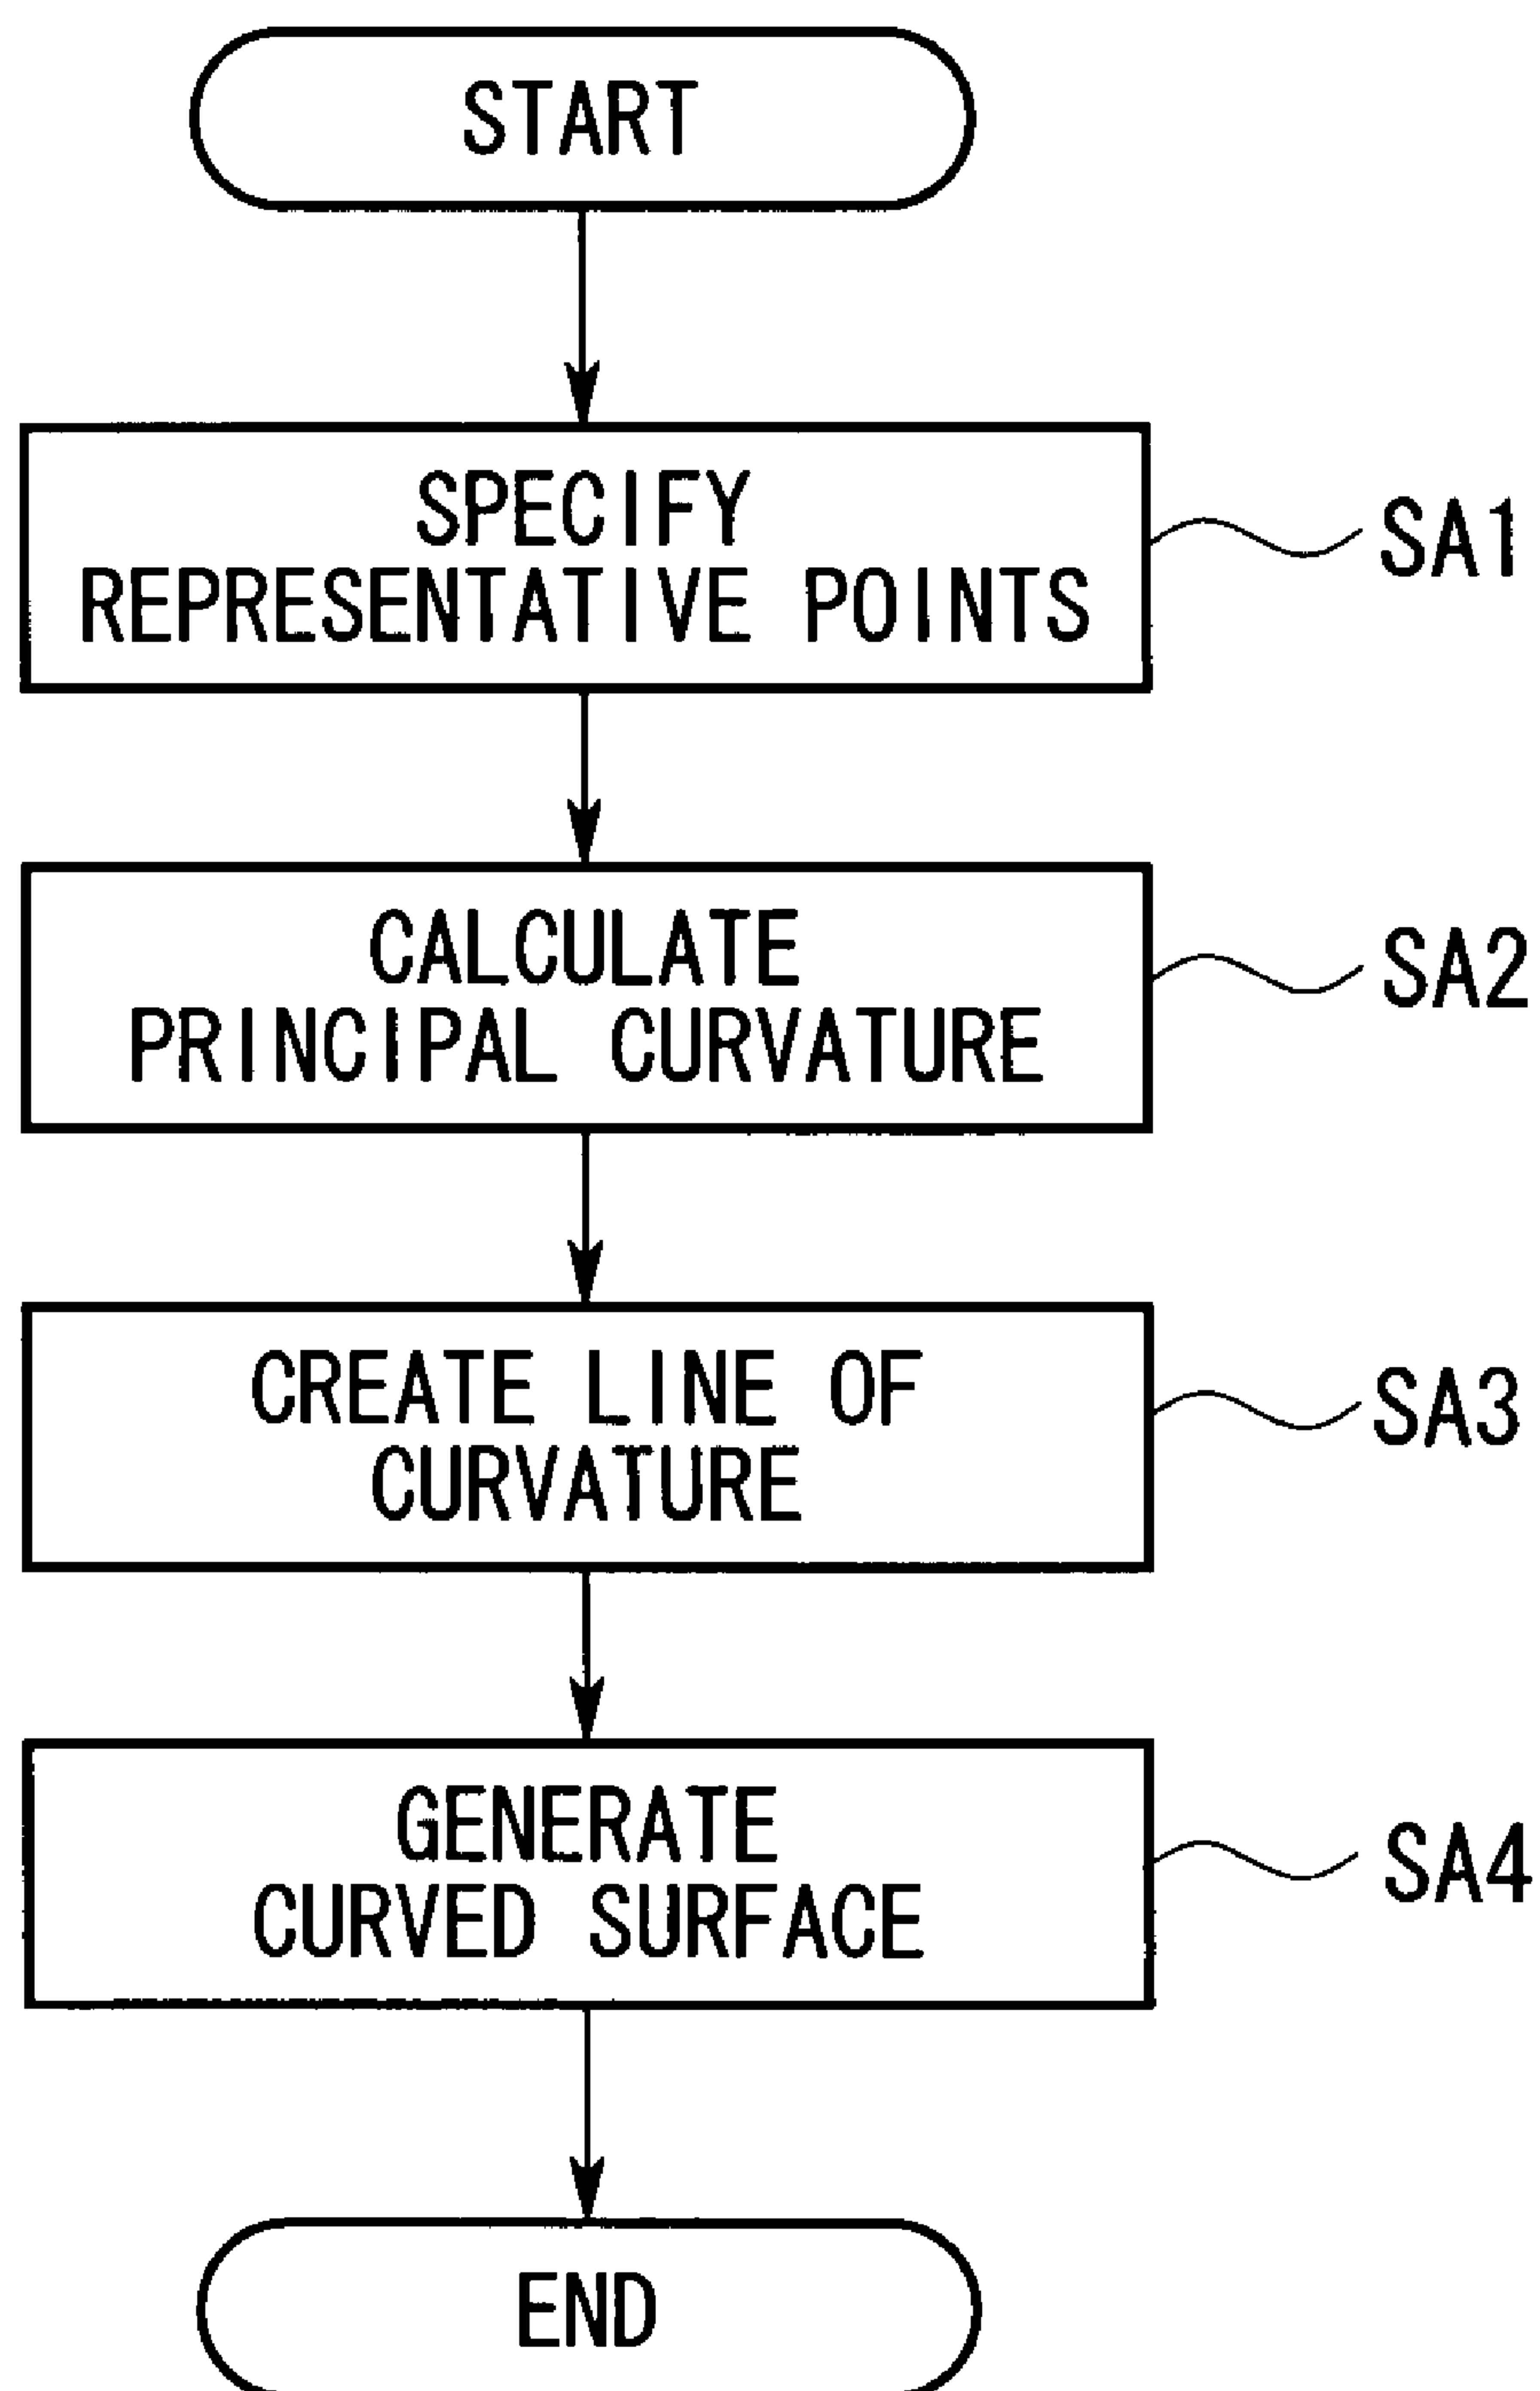 START
SPECIFY
REPRESENTATIVE POINTS
SA1
CALCULATE
PRINCIPAL CURVATURE
SA2
CREATE LINE OF
CURVATURE
SA3
GENERATE
CURVED SURFACE
SA4
END